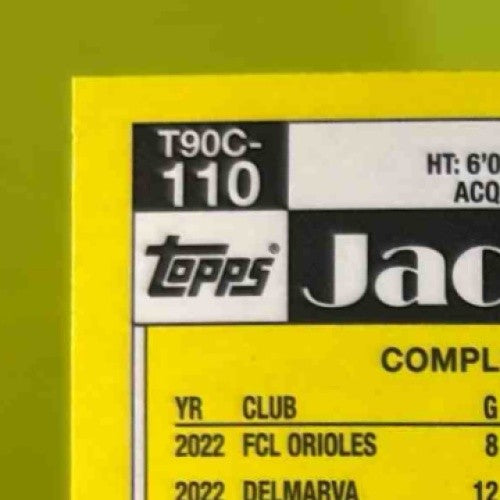 T90C-
110
HT: 6'0
ACQ
Topps®
Jac
COMPL
YR CLUB G
2022 FCL ORIOLES 8
2022 DELMARVA 12